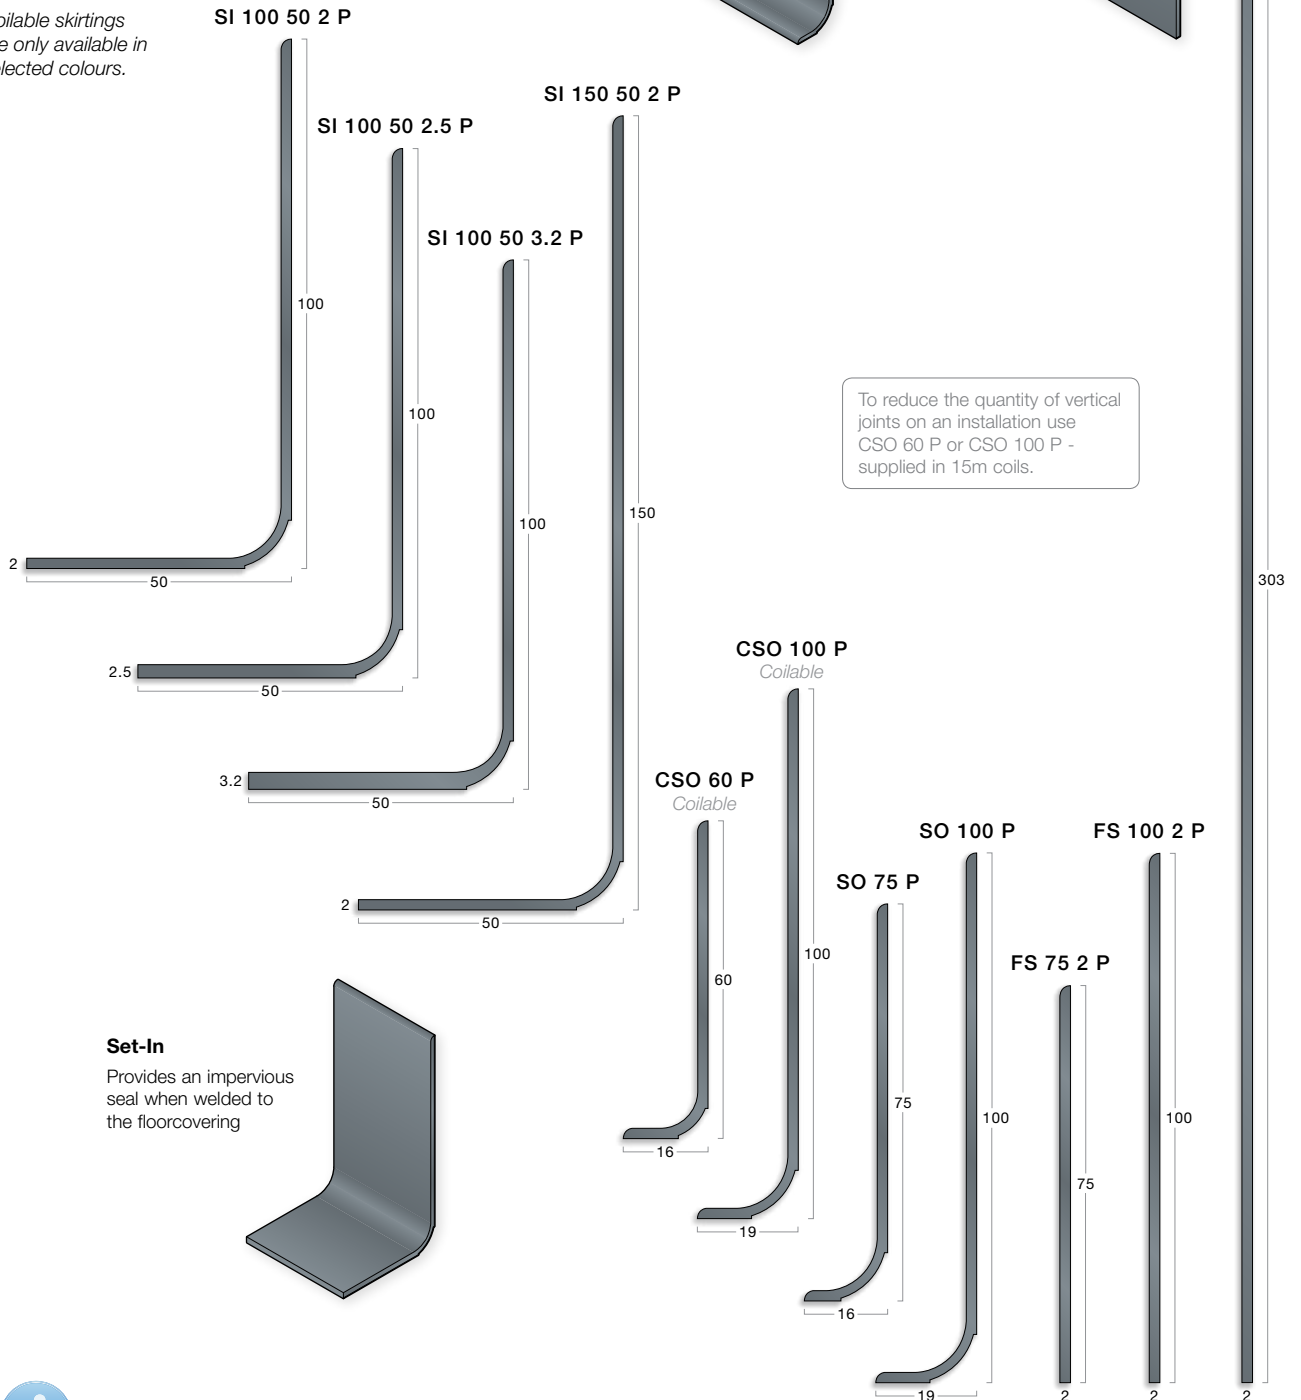 SI 100 50 2 P
skirtings
only available in
colours.
SI 150 50 2 P
SI 100 50 2.5 P
SI 100 50 3.2 P
100
To reduce the quantity of vertical
joints on an installation use
CSO 60 P or CSO 100 P -
supplied in 15m coils.
100
150
100
2
50
303
CSO 100 P
Coilable
2.5
50
CSO 60 P
Coilable
3.2
50
SO 100 P
FS 100 2 P
SO 75 P
2
50
100
FS 75 2 P
60
Set-In
Provides an impervious
seal when welded to
the floorcovering
75
100
100
16
75
19
16
19
2
2
2